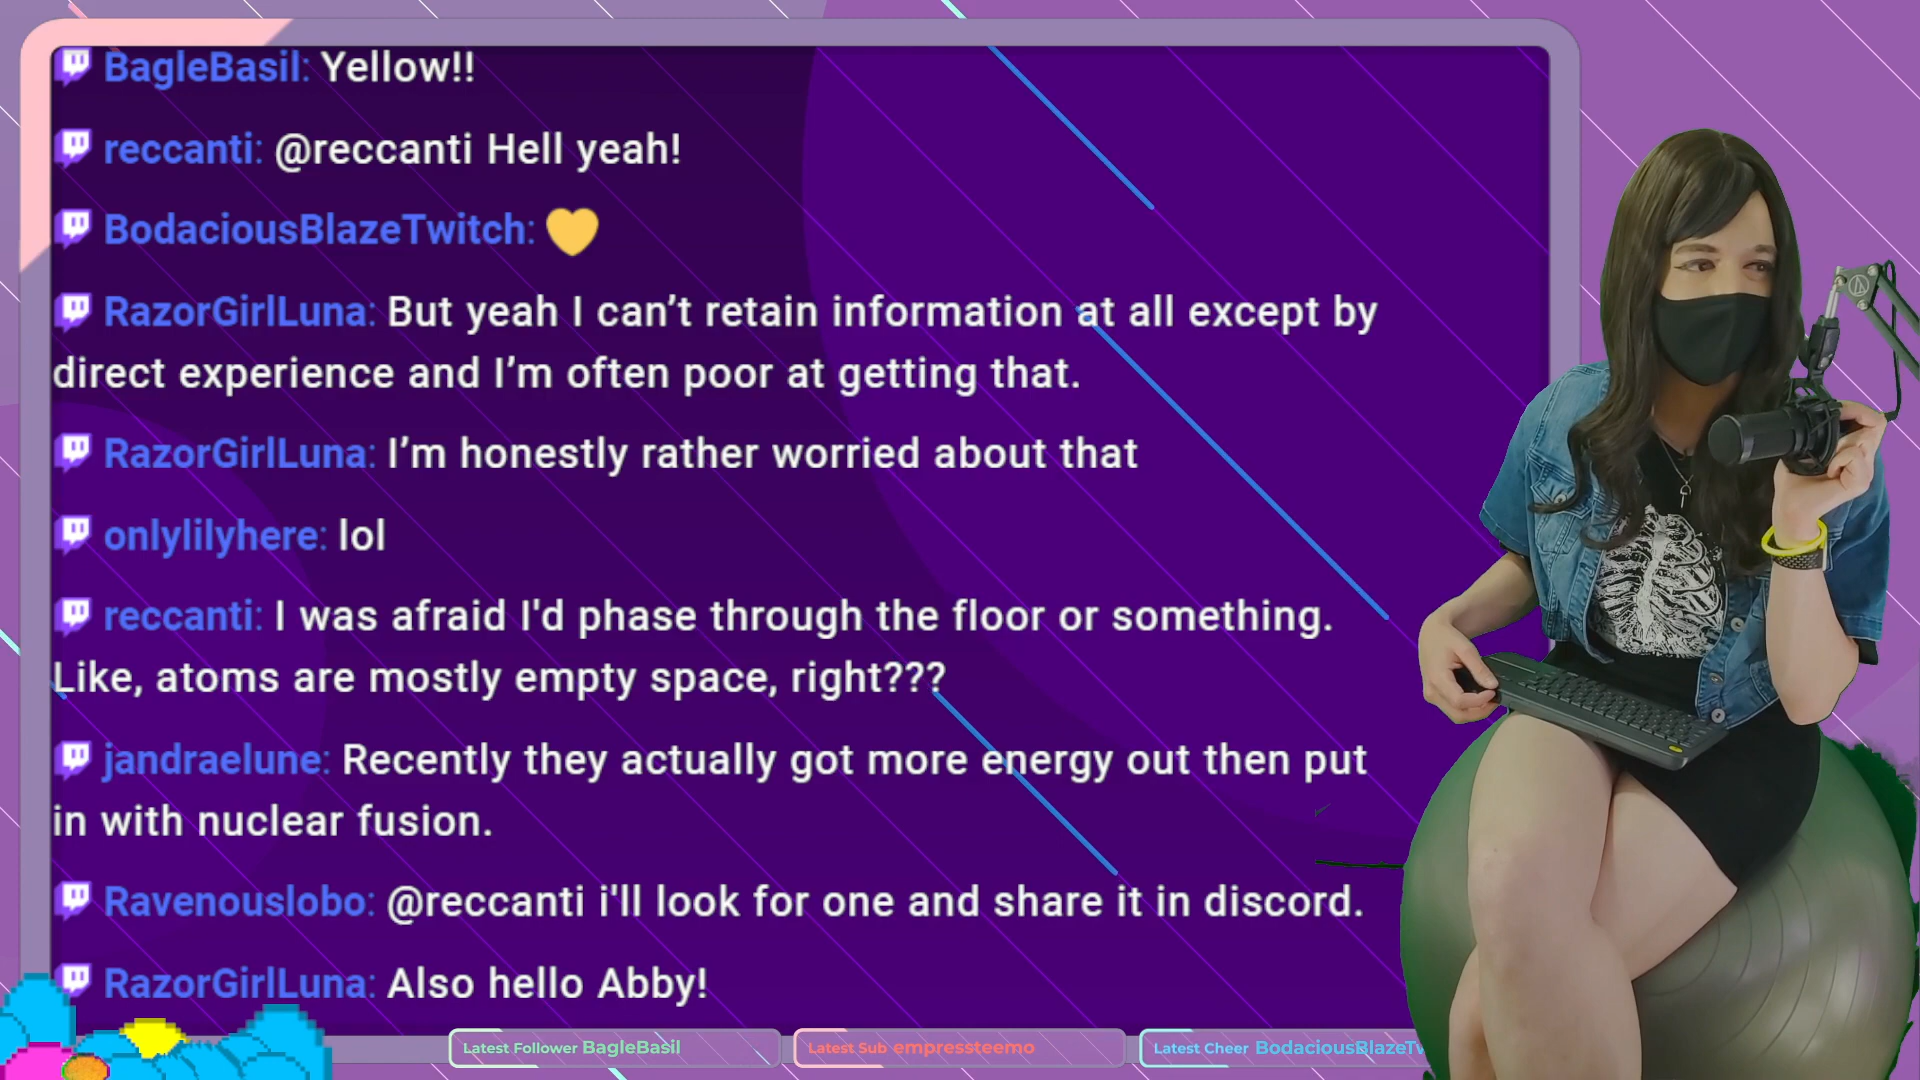 BagleBasil: Yellow!!
reccanti: @reccanti Hell yeah!
BodaciousBlazeTwitch: 💛
RazorGirlLuna: But yeah I can’t retain information at all except by
direct experience and I’m often poor at getting that.
RazorGirlLuna: I’m honestly rather worried about that
onlylilyhere: lol
reccanti: I was afraid I'd phase through the floor or something.
Like, atoms are mostly empty space, right???
jandraelune: Recently they actually got more energy out then put
in with nuclear fusion.
Ravenouslobo: @reccanti i'll look for one and share it in discord.
RazorGirlLuna: Also hello Abby!
Latest Follower BagleBasil
Latest Sub empressteemo
Latest Cheer BodaciousBlazeTw